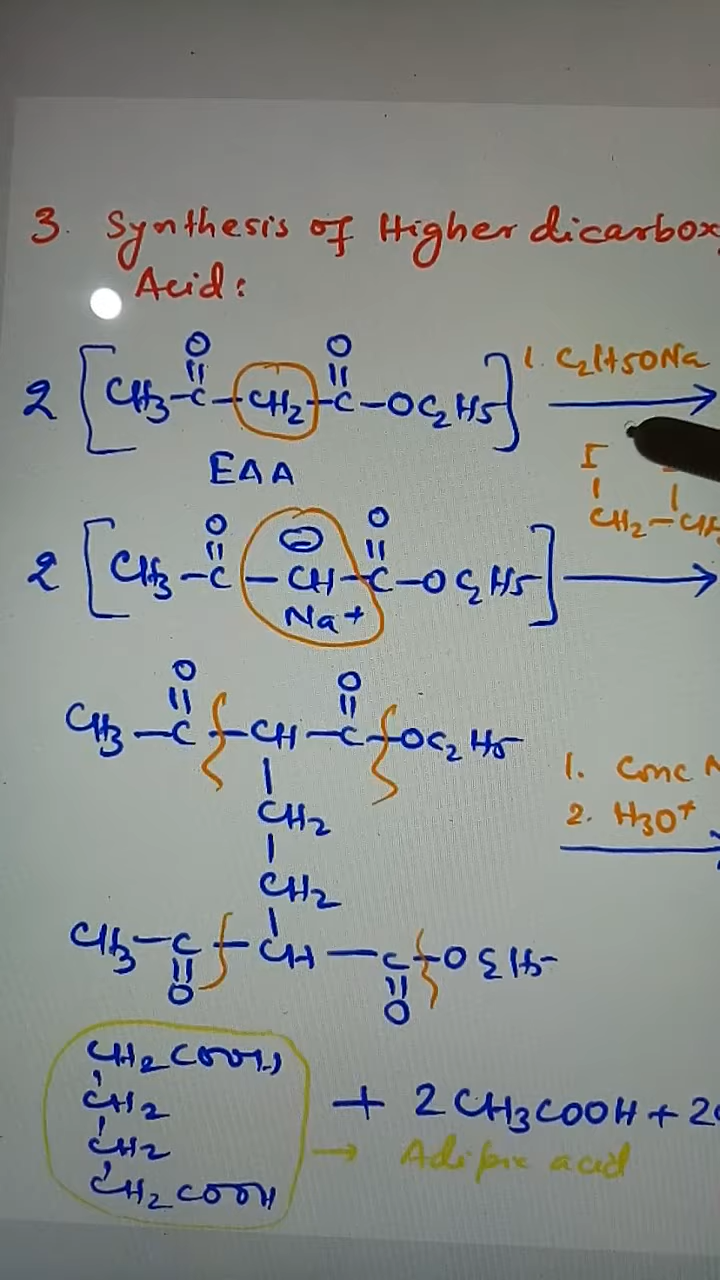 3. Synthesis of Higher dicarbox
Acid:
O O
|| ||
2 [CH3-C-CH2-C-OC2H5] 1. C2H5ONa
EAA
I
| |
CH2-CH
O ⊖ O
|| ||
2 [CH3-C-CH-C-OC2H5]
Na+
O O
|| ||
CH3-C-CH-C-OC2H5
|
CH2
|
CH2
|
CH3-C-CH-C-OC2H5
|| ||
O O
1. Conc N
2. H3O+
CH2COOH
|
CH2
|
CH2
|
CH2COOH
+ 2CH3COOH + 2
→ Adipic acid